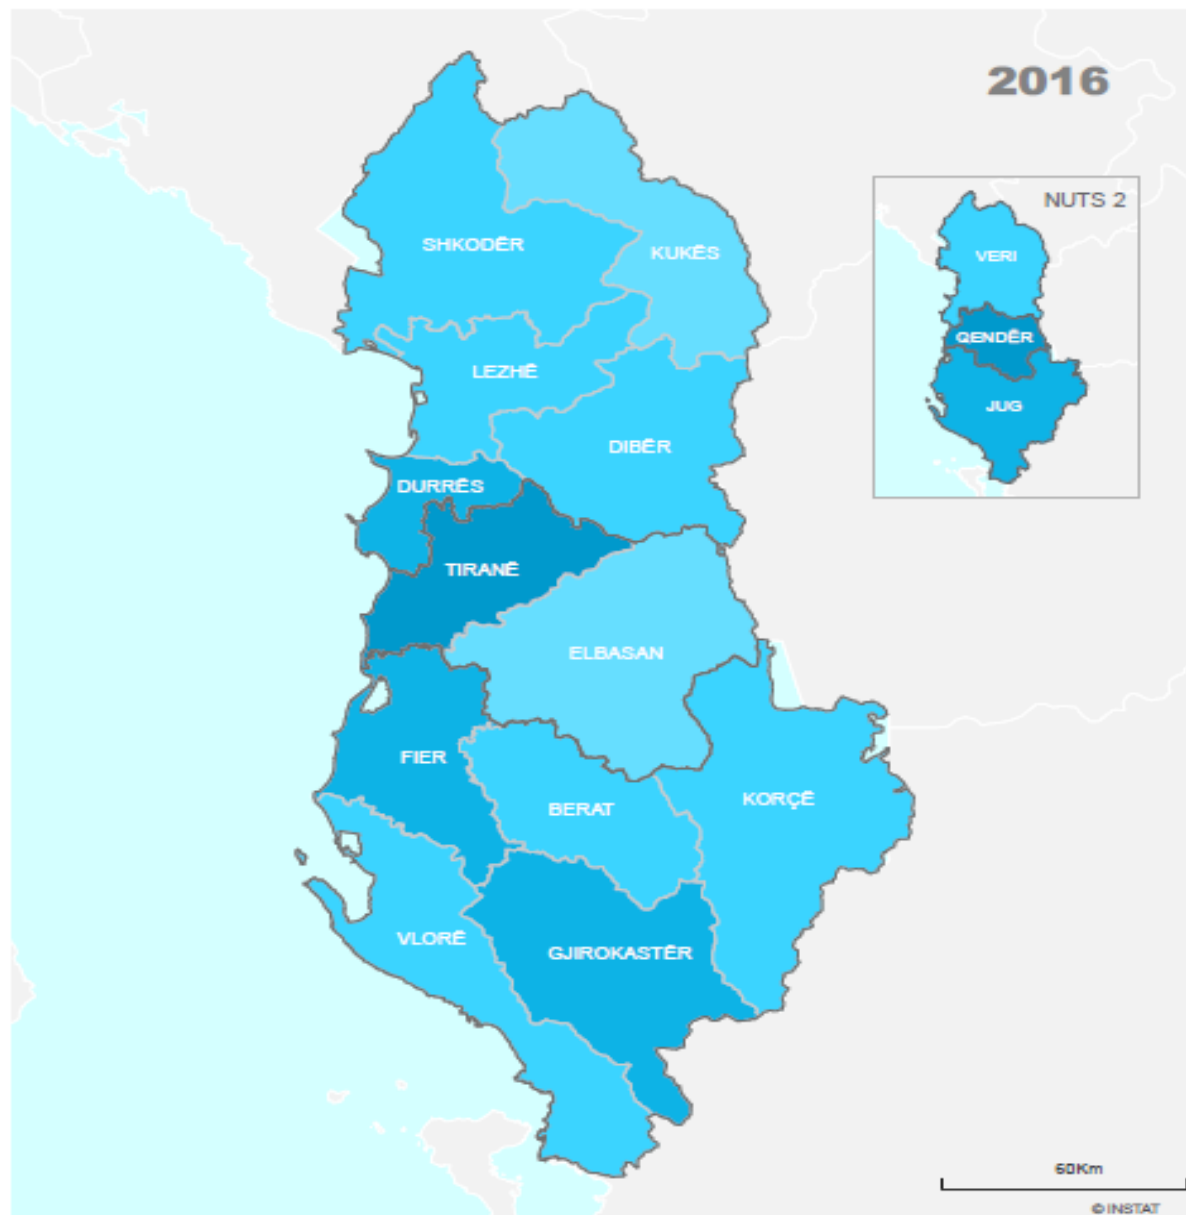 2016
NUTS 2
VERI
QENDËR
JUG
SHKODËR
KUKËS
LEZHË
DIBËR
DURRËS
TIRANË
ELBASAN
FIER
BERAT
KORÇË
VLORË
GJIROKASTËR
60Km
© INSTAT